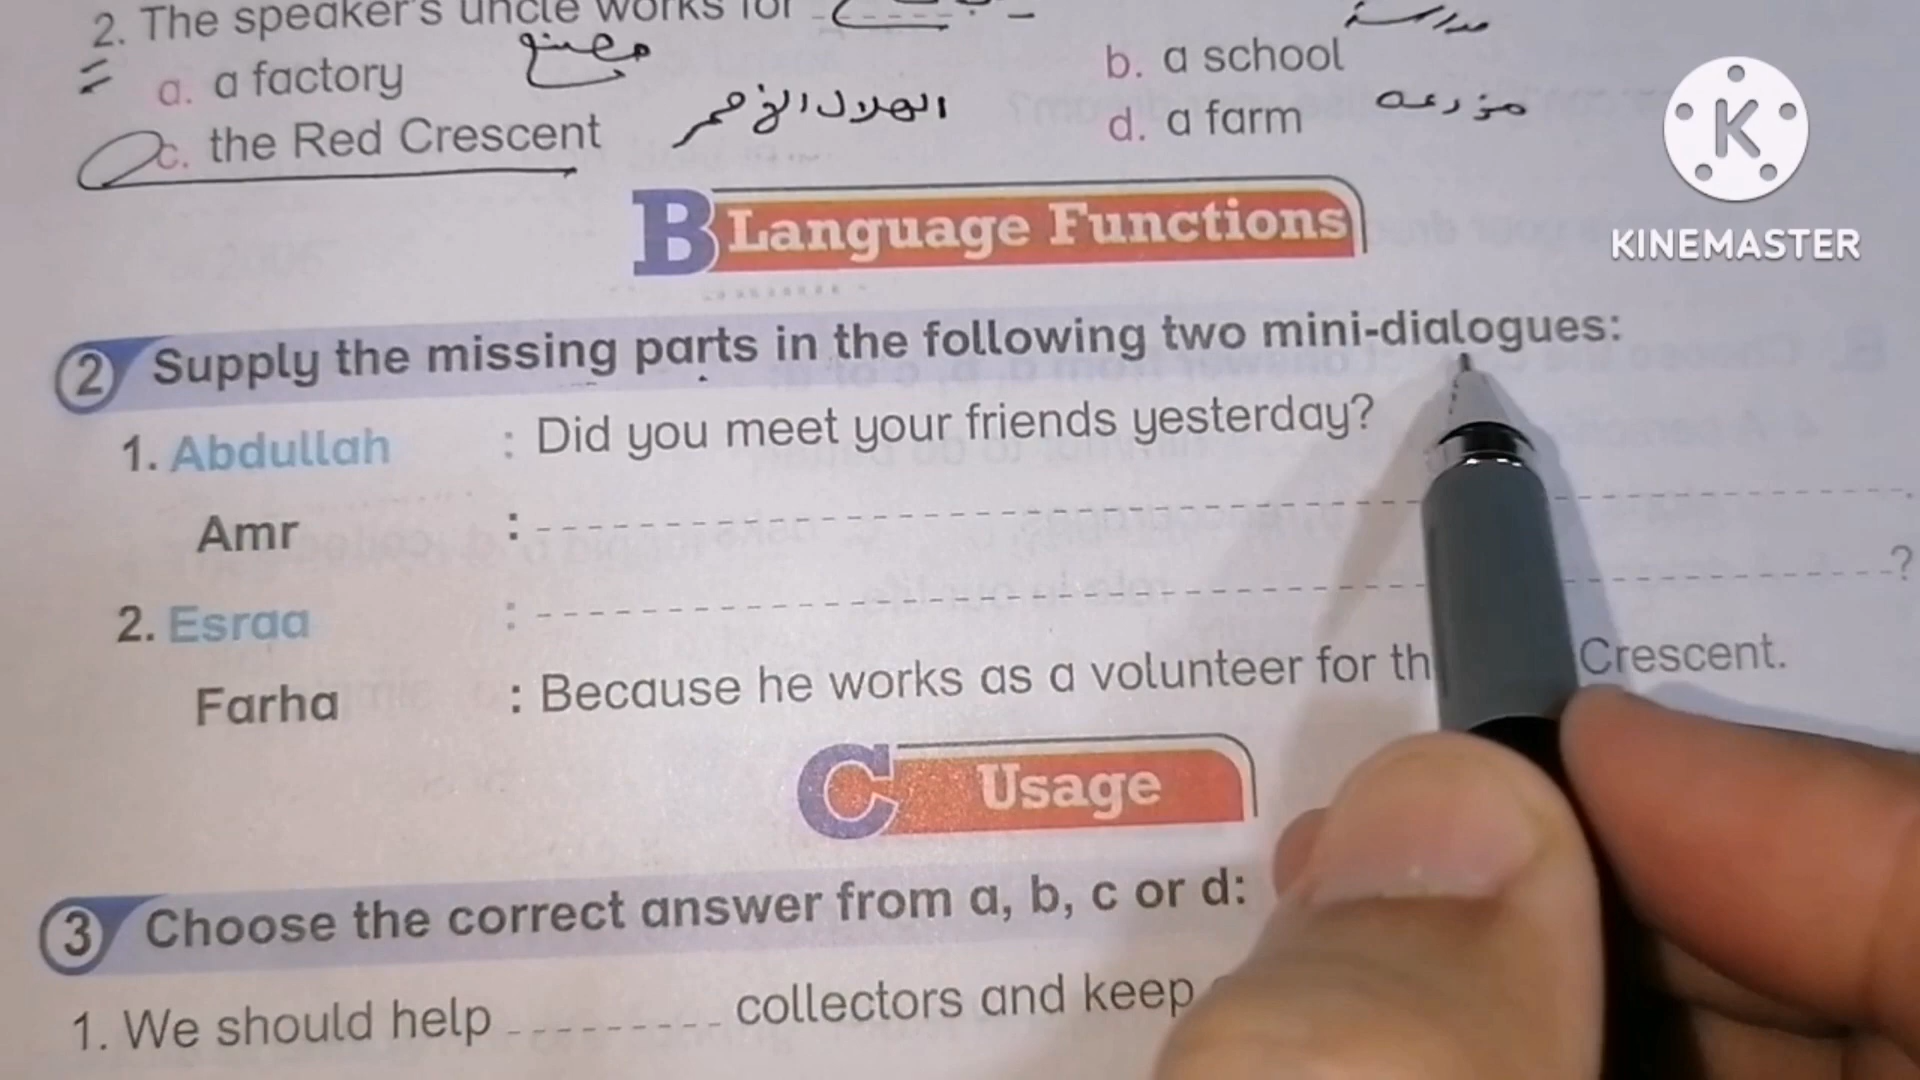 2. The speaker's uncle works for
a. a factory مصنع
b. a school مدرسة
c. the Red Crescent الهلال الأحمر
d. a farm مزرعه
K
KINEMASTER
B Language Functions
2 Supply the missing parts in the following two mini-dialogues:
1. Abdullah : Did you meet your friends yesterday?
Amr : .
2. Esraa : ?
Farha : Because he works as a volunteer for th Crescent.
C Usage
3 Choose the correct answer from a, b, c or d:
1. We should help collectors and keep